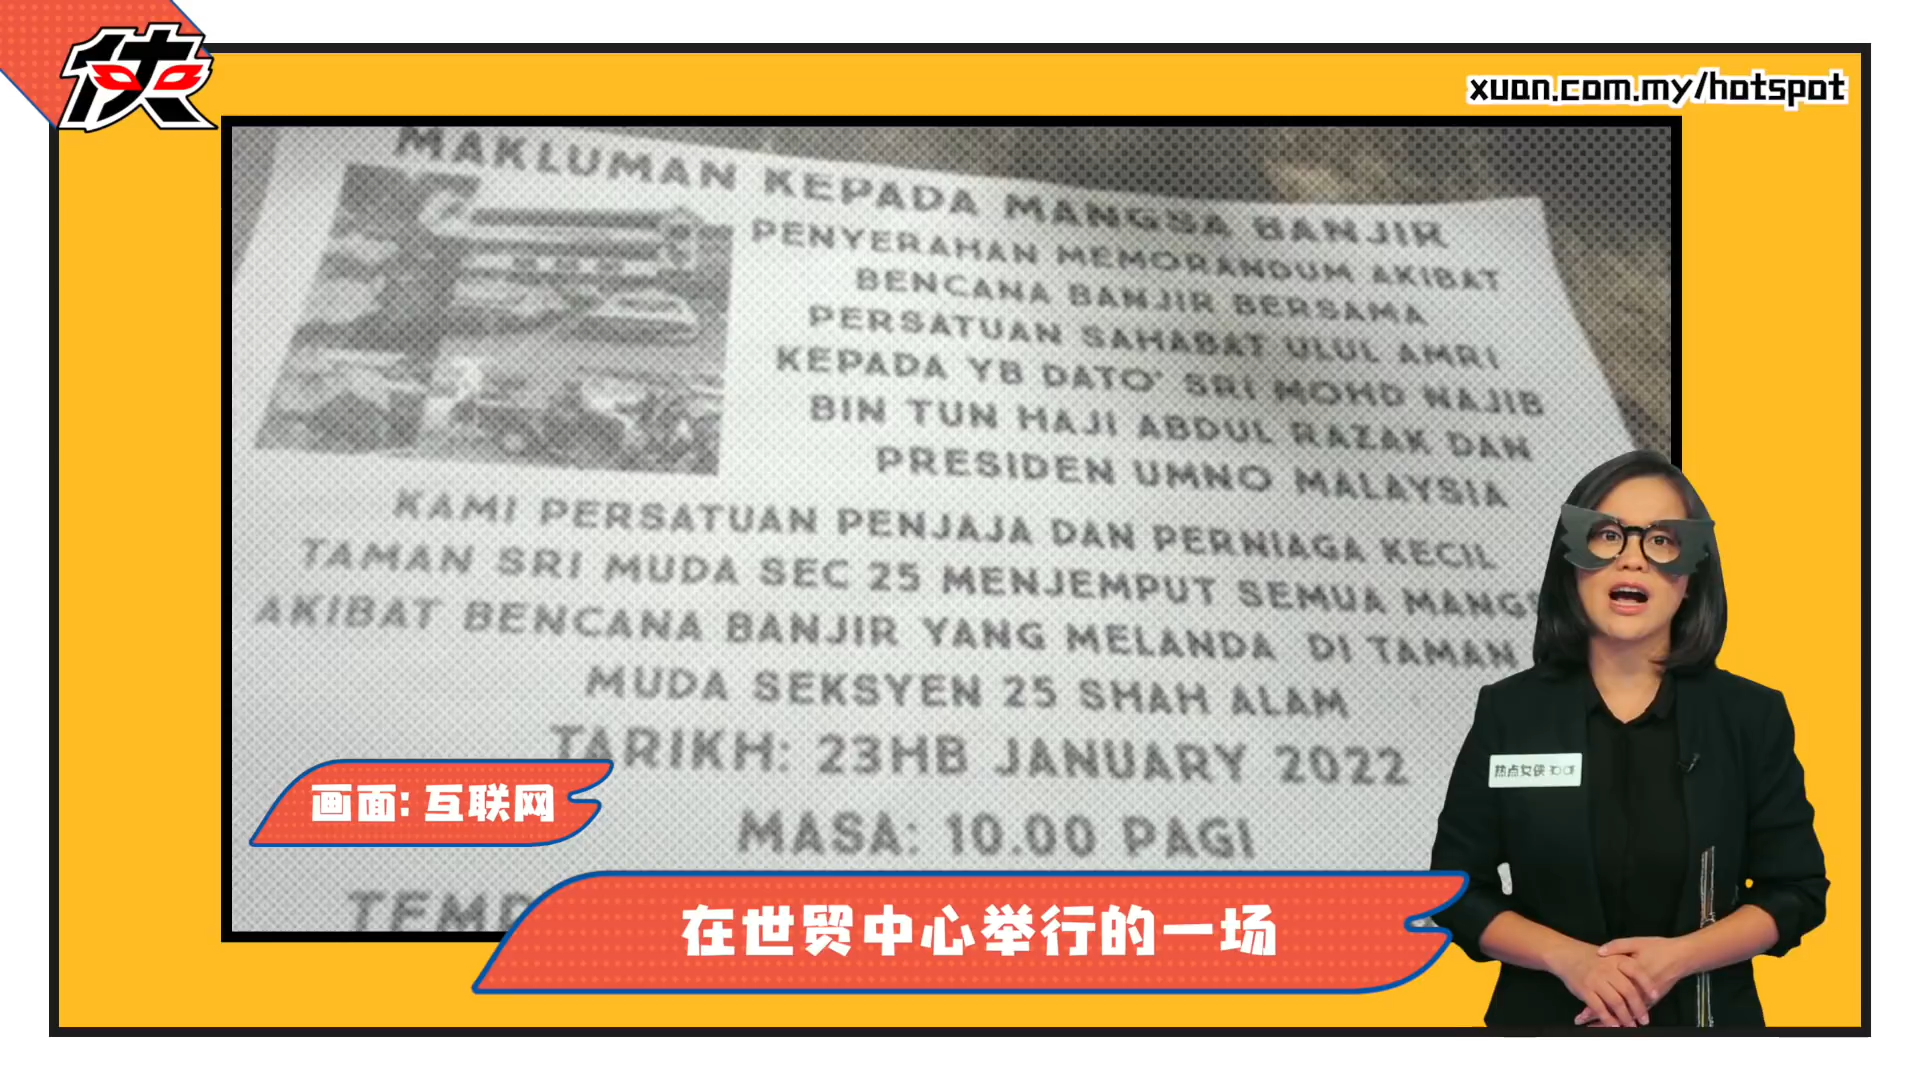 侠
xuan.com.my/hotspot
MAKLUMAN KEPADA MANGSA BANJIR
PENYERAHAN MEMORANDUM AKIBAT
BENCANA BANJIR BERSAMA
PERSATUAN SAHABAT ULUL AMRI
KEPADA YB DATO' SRI MOHD NAJIB
BIN TUN HAJI ABDUL RAZAK DAN
PRESIDEN UMNO MALAYSIA
KAMI PERSATUAN PENJAJA DAN PERNIAGA KECIL
TAMAN SRI MUDA SEC 25 MENJEMPUT SEMUA
AKIBAT BENCANA BANJIR YANG MELANDA DI TAMAN
MUDA SEKSYEN 25 SHAH ALAM
TARIKH: 23HB JANUARY 2022
MASA: 10.00 PAGI
画面: 互联网
热点女侠
在世贸中心举行的一场